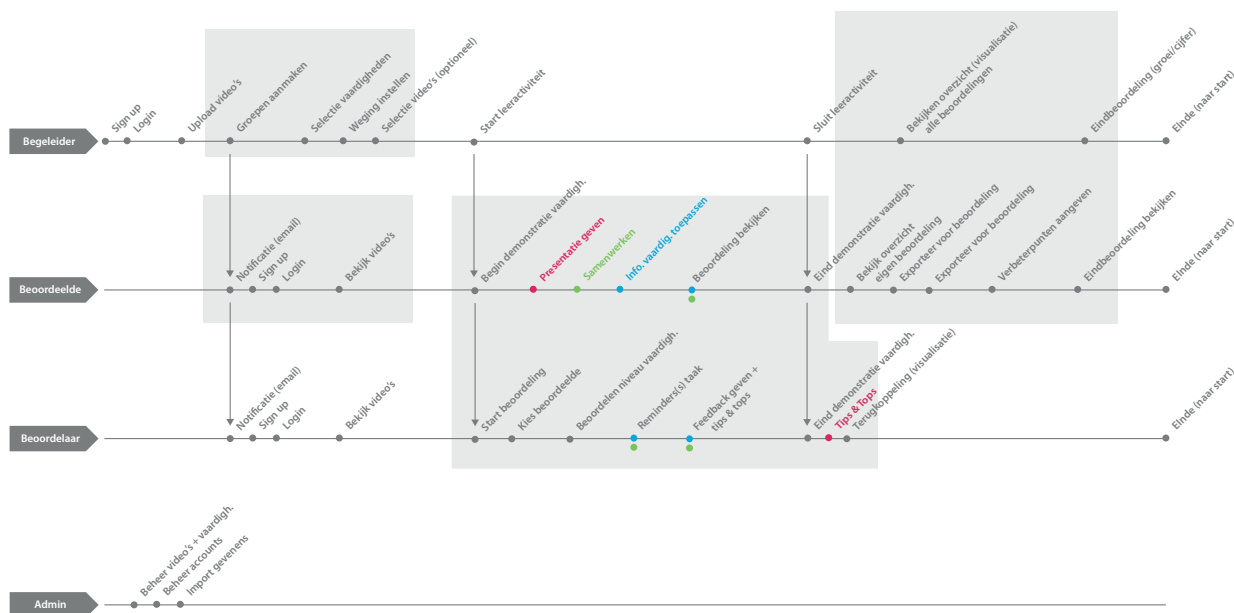 Begeleider
Sign up
Login
Upload video's
Groepen aanmaken
Selectie vaardigheden
Weging instellen
Selectie video's (optioneel)
Start leeractiviteit
Sluit leeractiviteit
Bekijken overzicht (visualisatie)
alle beoordelingen
Eindbeoordeling (groei/cijfer)
EInde (naar start)
Beoordeelde
Notificatie (email)
Sign up
Login
Bekijk video's
Begin demonstratie vaardigh.
Presentatie geven
Samenwerken
Info. vaardig. toepassen
Beoordeling bekijken
Eind demonstratie vaardigh.
Bekijk overzicht
eigen beoordeling
Exporteer voor beoordeling
Exporteer voor beoordeling
Verbeterpunten aangeven
Eindbeoordeling bekijken
EInde (naar start)
Beoordelaar
Notificatie (email)
Sign up
Login
Bekijk video's
Start beoordeling
Kies beoordeelde
Beoordelen niveau vaardigh.
Reminders(s) taak
Feedback geven +
tips & tops
Eind demonstratie vaardigh.
Tips & Tops
Terugkoppeling (visualisatie)
EInde (naar start)
Admin
Beheer video's + vaardigh.
Beheer accounts
Import gevenens